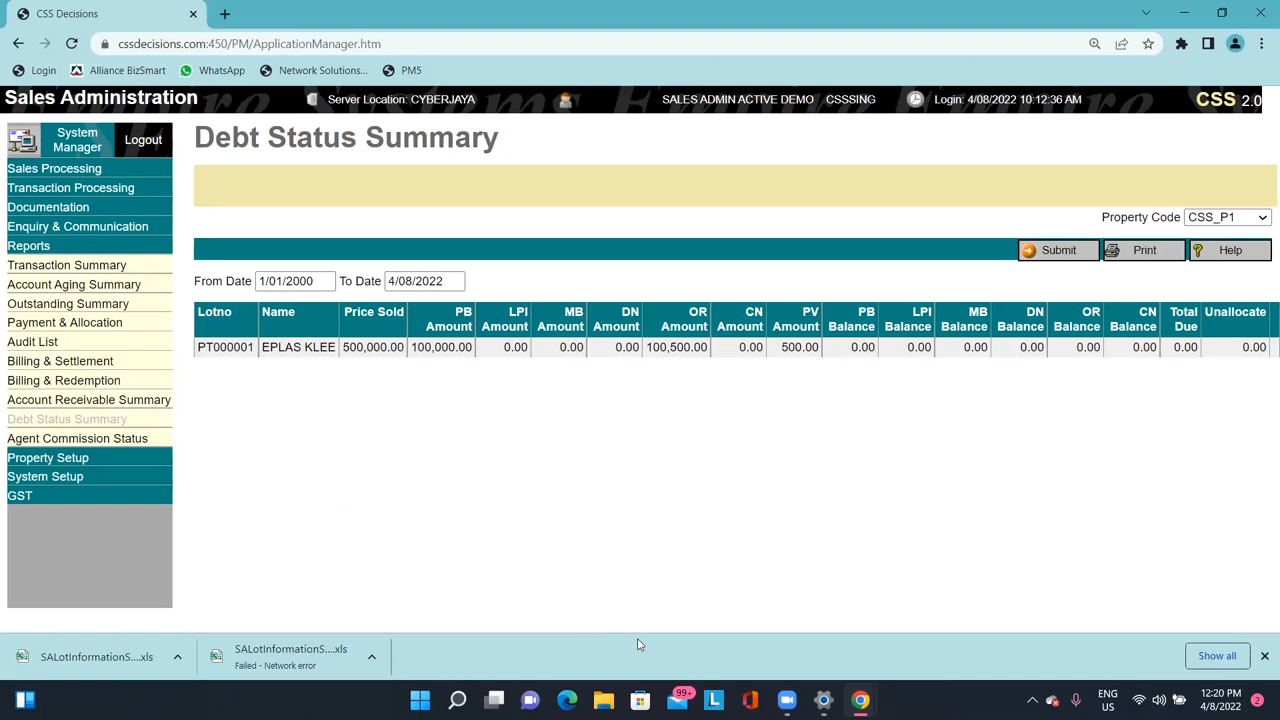 CSS Decisions
cssdecisions.com:450/PM/ApplicationManager.htm
Login
Alliance BizSmart
WhatsApp
Network Solutions...
PM5
Sales Administration
Server Location: CYBERJAYA
SALES ADMIN ACTIVE DEMO CSSSING
Login: 4/08/2022 10:12:36 AM
CSS 2.0
System Manager
Logout
Debt Status Summary
Sales Processing
Transaction Processing
Documentation
Enquiry & Communication
Reports
Transaction Summary
Account Aging Summary
Outstanding Summary
Payment & Allocation
Audit List
Billing & Settlement
Billing & Redemption
Account Receivable Summary
Debt Status Summary
Agent Commission Status
Property Setup
System Setup
GST
Property Code CSS_P1
Submit
Print
Help
From Date 1/01/2000 To Date 4/08/2022
Lotno Name Price Sold PB Amount LPI Amount MB Amount DN Amount OR Amount CN Amount PV Amount PB Balance LPI Balance MB Balance DN Balance OR Balance CN Balance Total Due Unallocate
PT000001 EPLAS KLEE 500,000.00 100,000.00 0.00 0.00 0.00 100,500.00 0.00 500.00 0.00 0.00 0.00 0.00 0.00 0.00 0.00 0.00
SALotInformationS....xls
SALotInformationS....xls
Failed - Network error
Show all
99+
ENG
US
12:20 PM
4/8/2022
2